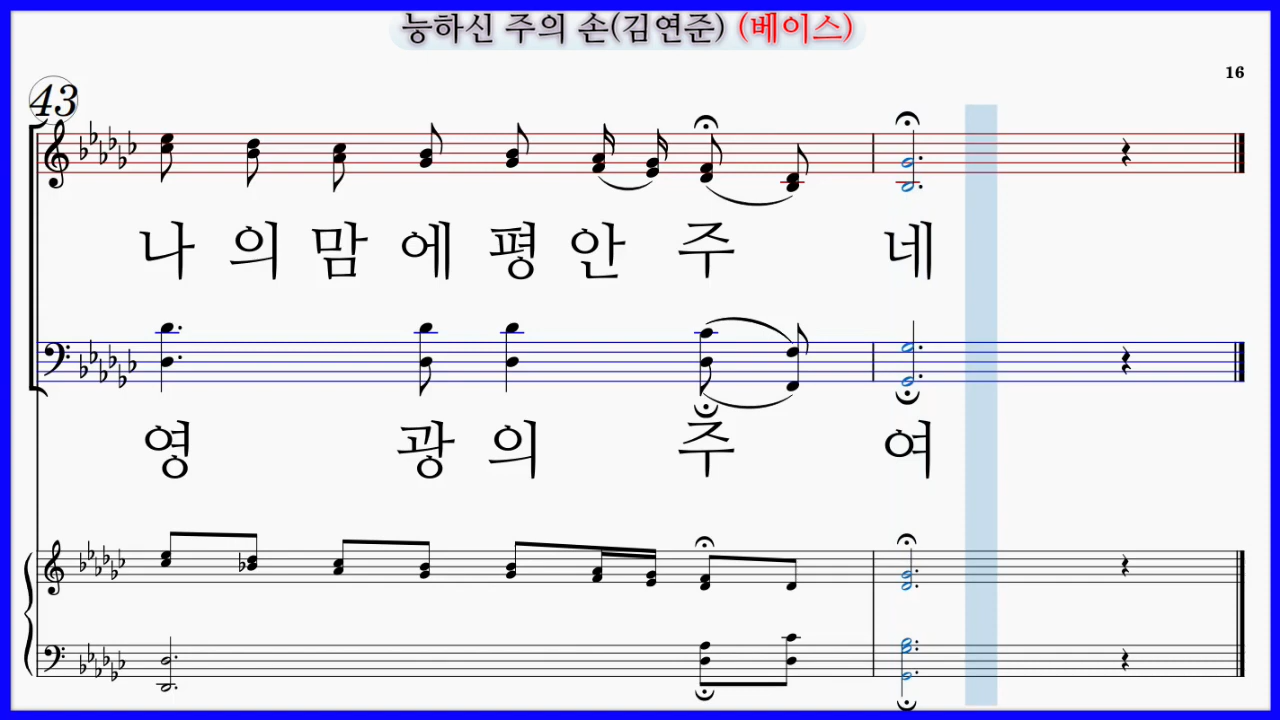 능하신 주의 손(김연준) (베이스)
16
43
나 의 맘 에 평 안 주 네
영 광 의 주 여